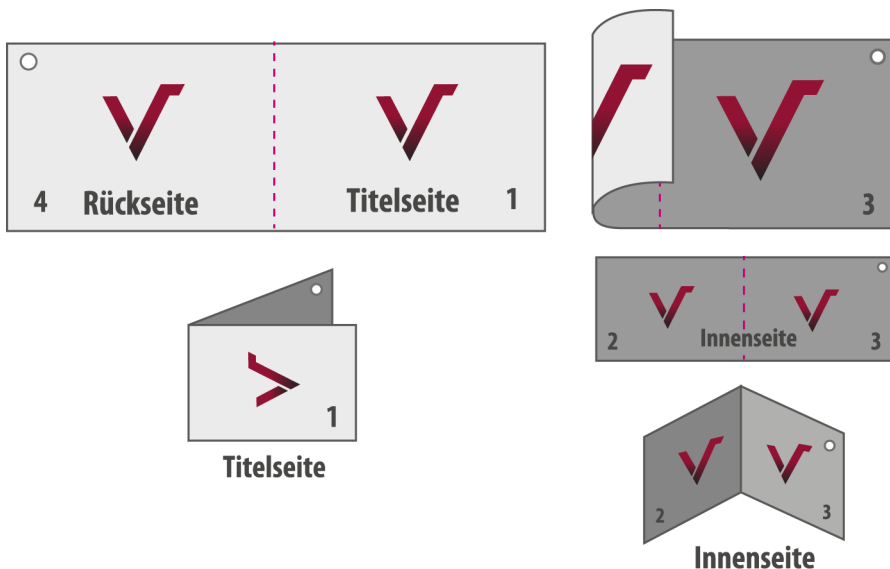 4 Rückseite
Titelseite 1
3
2 Innenseite 3
1
Titelseite
2
3
Innenseite